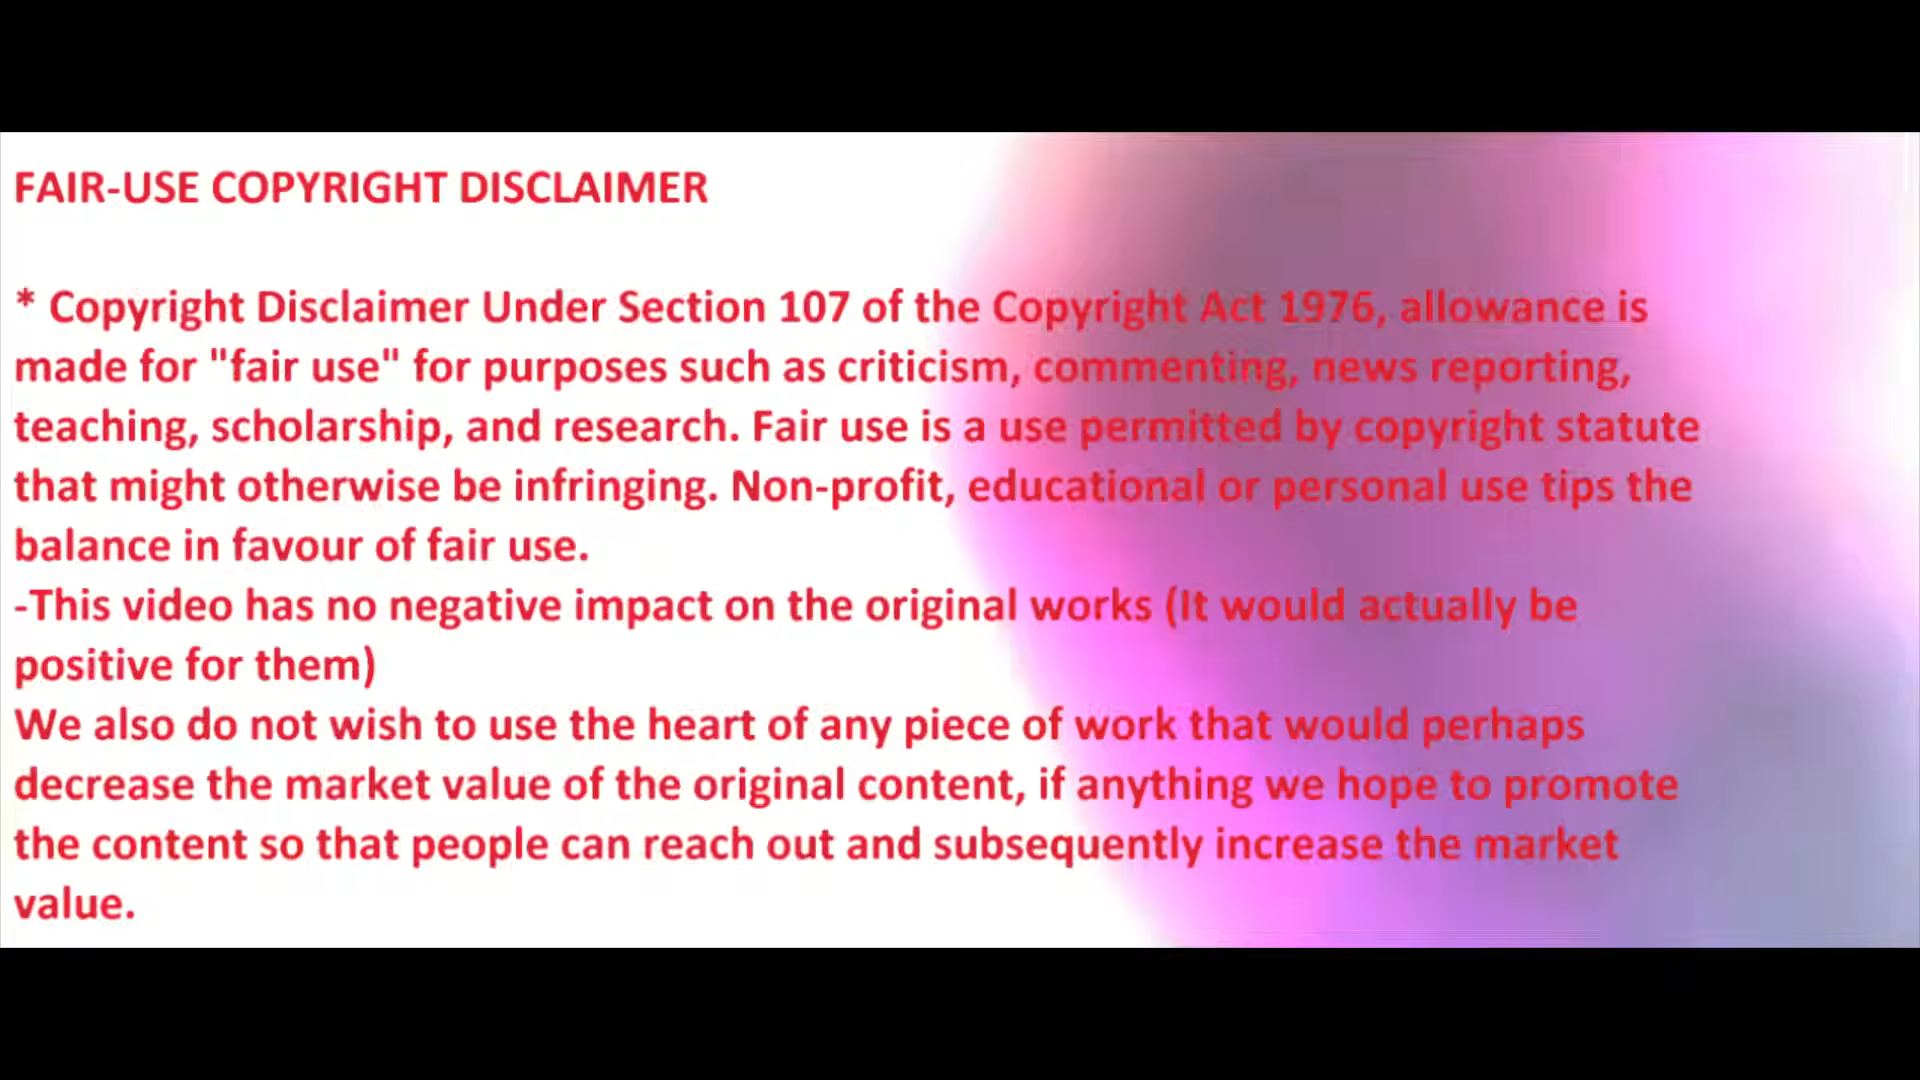 FAIR-USE COPYRIGHT DISCLAIMER
* Copyright Disclaimer Under Section 107 of the Copyright Act 1976, allowance is
made for "fair use" for purposes such as criticism, commenting, news reporting,
teaching, scholarship, and research. Fair use is a use permitted by copyright statute
that might otherwise be infringing. Non-profit, educational or personal use tips the
balance in favour of fair use.
-This video has no negative impact on the original works (It would actually be
positive for them)
We also do not wish to use the heart of any piece of work that would perhaps
decrease the market value of the original content, if anything we hope to promote
the content so that people can reach out and subsequently increase the market
value.